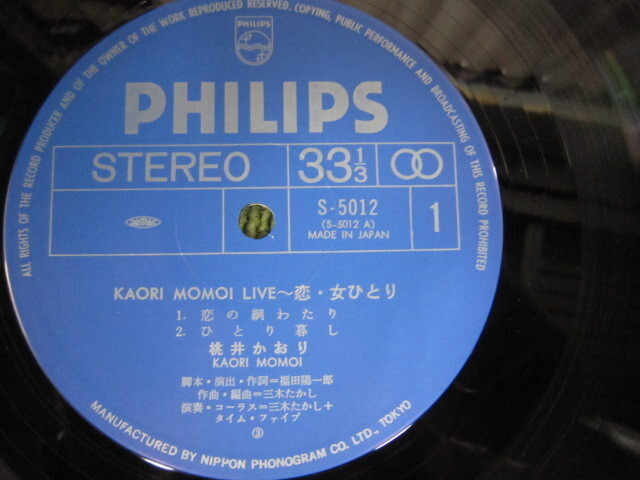 ALL RIGHTS OF THE RECORD PRODUCER AND OF THE OWNER OF THE WORK REPRODUCED RESERVED. COPYING, PUBLIC PERFORMANCE AND BROADCASTING OF THIS RECORD PROHIBITED
PHILIPS
PHILIPS
STEREO
33 1/3
S-5012
(S-5012 A)
MADE IN JAPAN
1
KAORI MOMOI LIVE～恋・女ひとり
1. 恋の綱わたり
2. ひとり暮し
桃井かおり
KAORI MOMOI
脚本・演出・作詞＝福田陽一郎
作曲・編曲＝三木たかし
演奏・コーラス＝三木たかし＋
タイム・ファイブ
③
MANUFACTURED BY NIPPON PHONOGRAM CO. LTD., TOKYO